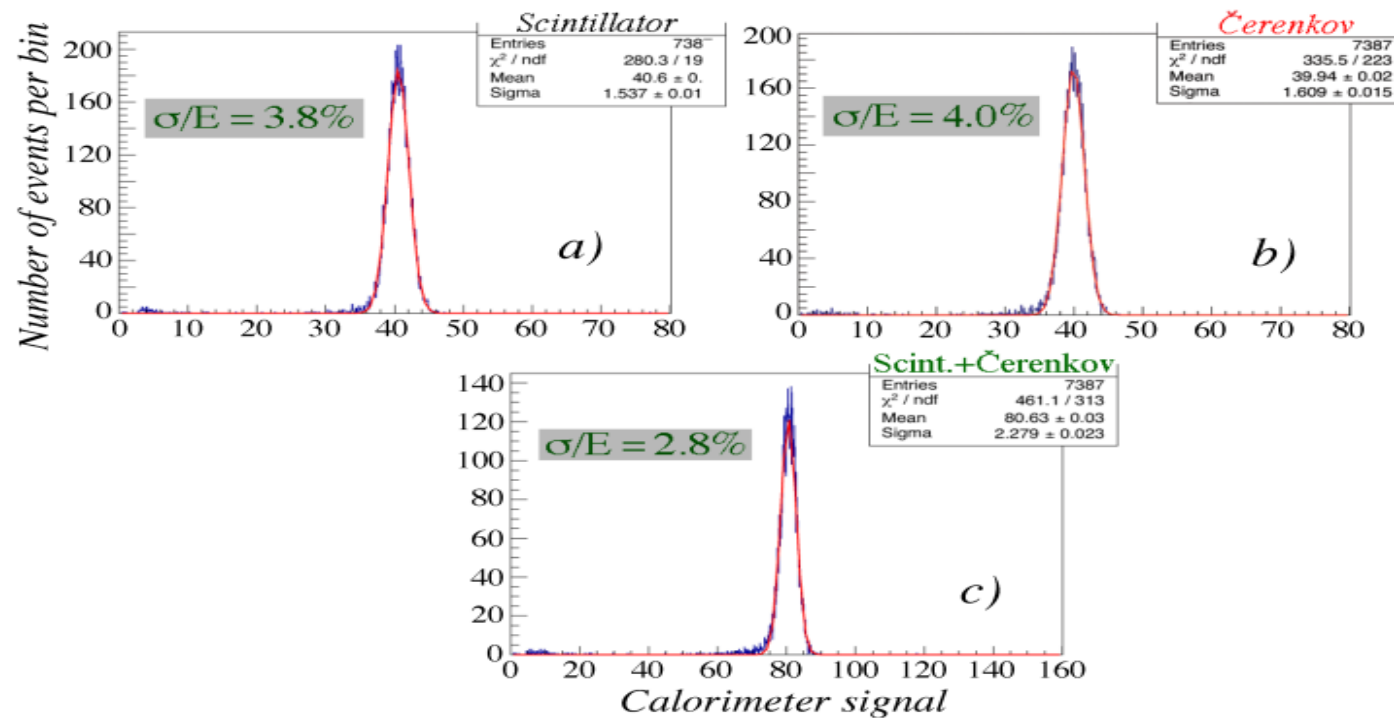 Scintillator
Entries 738
χ² / ndf 280.3 / 19
Mean 40.6 ± 0.
Sigma 1.537 ± 0.01
σ/E = 3.8%
a)
Number of events per bin
200
160
120
80
40
0
0 10 20 30 40 50 60 70 80
Čerenkov
Entries 7387
χ² / ndf 335.5 / 223
Mean 39.94 ± 0.02
Sigma 1.609 ± 0.015
σ/E = 4.0%
b)
200
160
120
80
40
0
0 10 20 30 40 50 60 70 80
Scint.+Čerenkov
Entries 7387
χ² / ndf 461.1 / 313
Mean 80.63 ± 0.03
Sigma 2.279 ± 0.023
σ/E = 2.8%
c)
140
120
100
80
60
40
20
0
0 20 40 60 80 100 120 140 160
Calorimeter signal